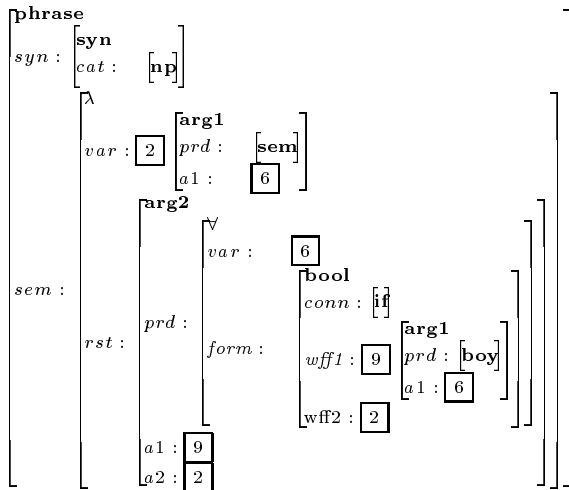 phrase
syn :
syn
cat : np
sem :
λ
var : 2
arg1
prd : sem
a1 : 6
rst :
arg2
prd :
∀
var : 6
form :
bool
conn : if
wff1 : 9
arg1
prd : boy
a1 : 6
wff2 : 2
a1 : 9
a2 : 2